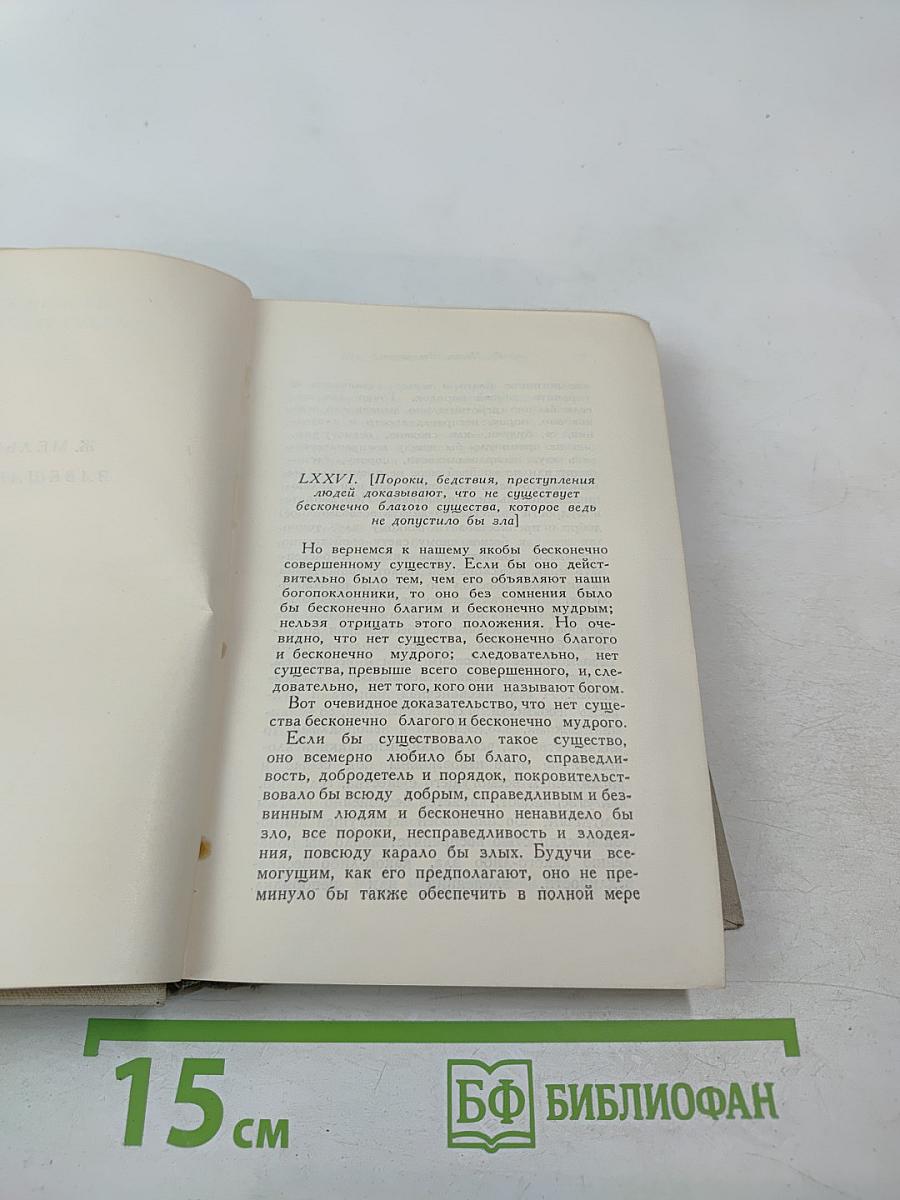 Ж. МЕЛЬ
ЗАВЕЩА
LXXVI. [Пороки, бедствия, преступления
людей доказывают, что не существует
бесконечно благого существа, которое ведь
не допустило бы зла]
Но вернемся к нашему якобы бесконечно
совершенному существу. Если бы оно дейст-
вительно было тем, чем его объявляют наши
богопоклонники, то оно без сомнения было
бы бесконечно благим и бесконечно мудрым;
нельзя отрицать этого положения. Но оче-
видно, что нет существа, бесконечно благого
и бесконечно мудрого; следовательно, нет
существа, превыше всего совершенного, и, сле-
довательно, нет того, кого они называют богом.
Вот очевидное доказательство, что нет суще-
ства бесконечно благого и бесконечно мудрого.
Если бы существовало такое существо,
оно всемерно любило бы благо, справедли-
вость, добродетель и порядок, покровительст-
вовало бы всюду добрым, справедливым и без-
винным людям и бесконечно ненавидело бы
зло, все пороки, несправедливость и злодея-
ния, повсюду карало бы злых. Будучи все-
могущим, как его предполагают, оно не пре-
минуло бы также обеспечить в полной мере
15 см
БФ БИБЛИОФАН